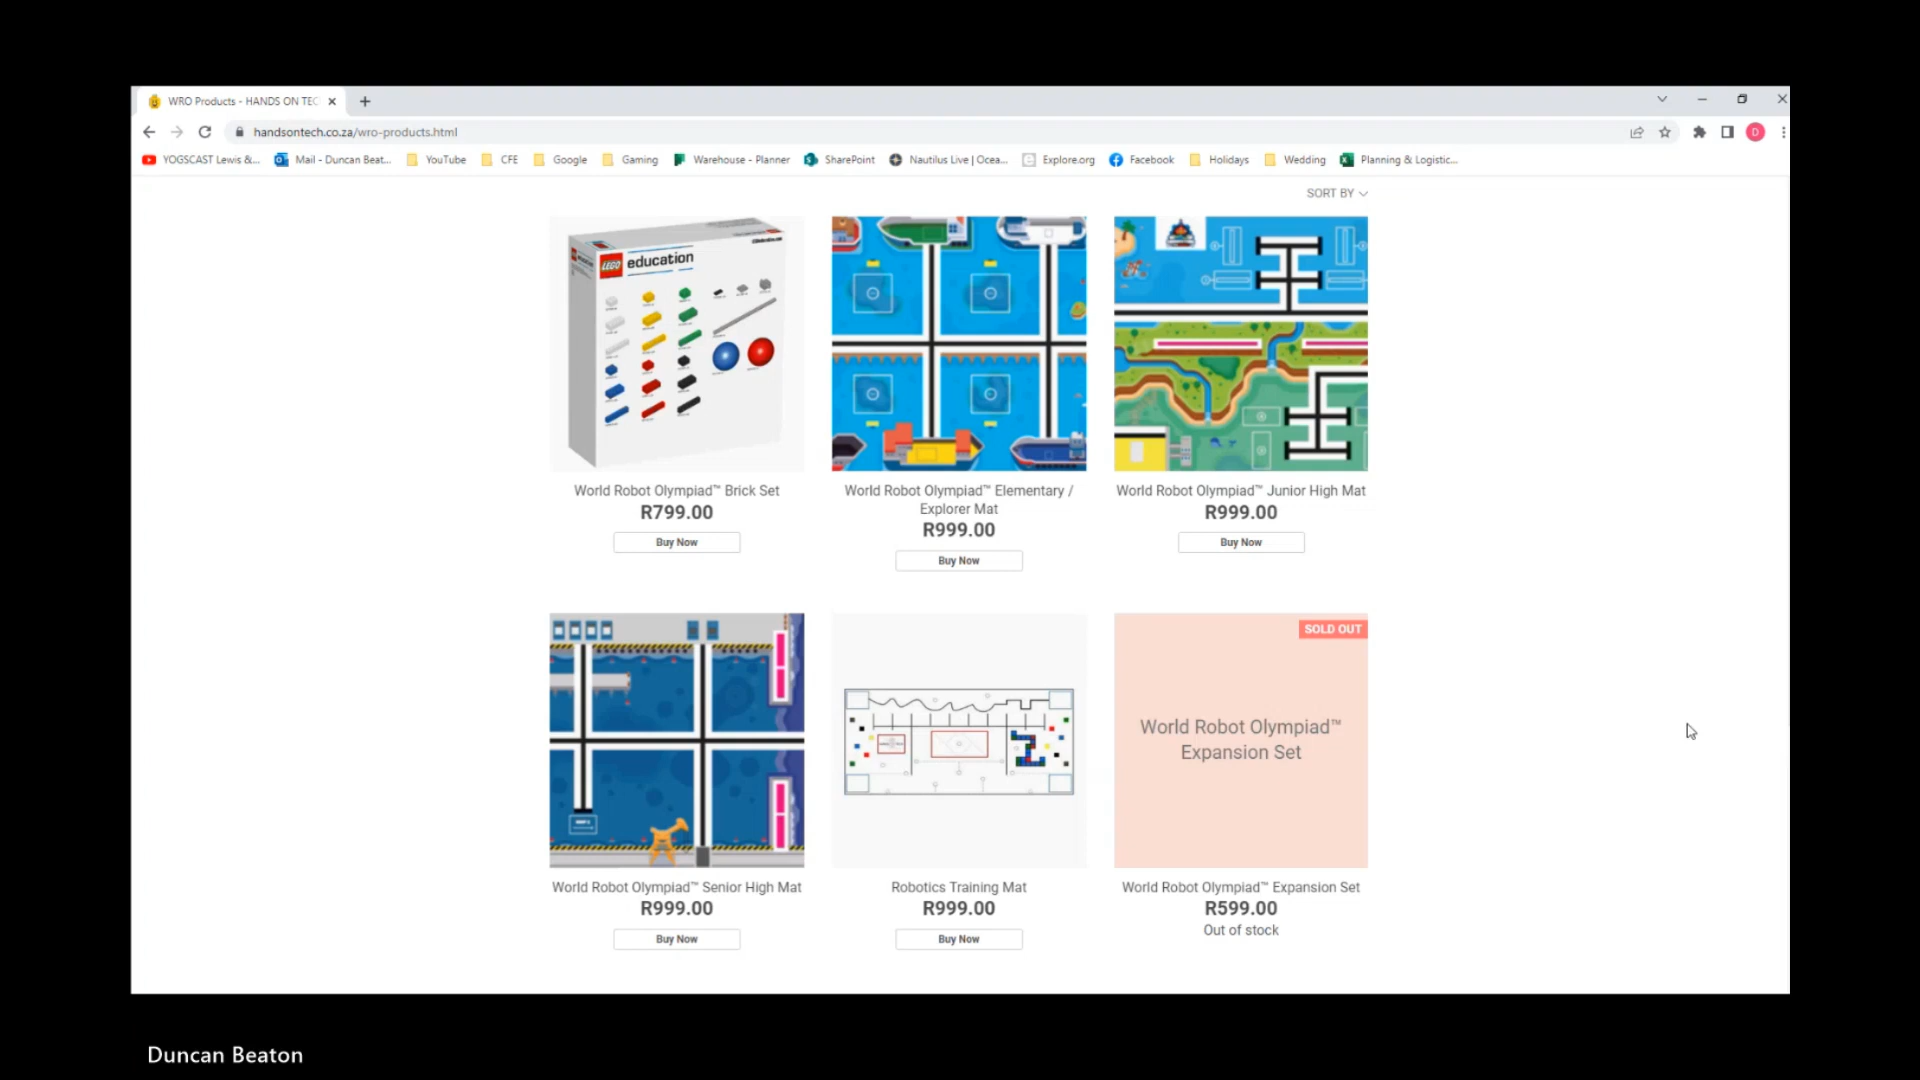 WRO Products - HANDS ON TEC
handsontech.co.za/wro-products.html
YOGSCAST Lewis &... Mail - Duncan Beat... YouTube CFE Google Gaming Warehouse - Planner SharePoint Nautilus Live | Ocea... Explore.org Facebook Holidays Wedding Planning & Logistic...
SORT BY
LEGO education
World Robot Olympiad™ Brick Set
R799.00
Buy Now
World Robot Olympiad™ Elementary /
Explorer Mat
R999.00
Buy Now
World Robot Olympiad™ Junior High Mat
R999.00
Buy Now
World Robot Olympiad™ Senior High Mat
R999.00
Buy Now
Robotics Training Mat
R999.00
Buy Now
SOLD OUT
World Robot Olympiad™
Expansion Set
World Robot Olympiad™ Expansion Set
R599.00
Out of stock
Duncan Beaton